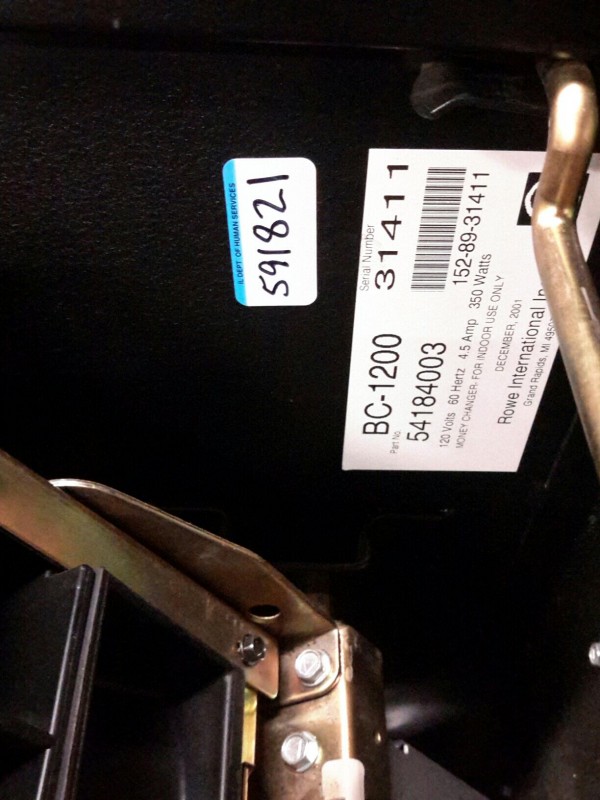 IL DEPT. OF HUMAN SERVICES
591821
BC-1200
Serial Number
31411
Part No.
54184003
152-89-31411
120 Volts 60 Hertz 4.5 Amp 350 Watts
MONEY CHANGER- FOR INDOOR USE ONLY
DECEMBER, 2001
Rowe International
Grand Rapids, MI